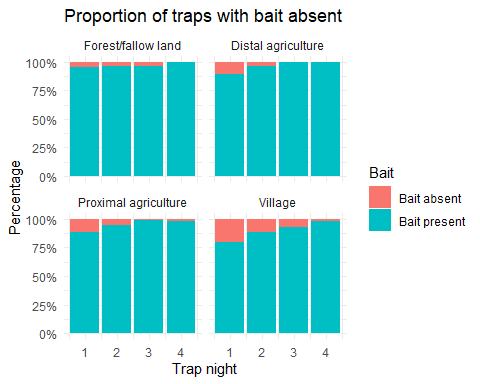 Proportion of traps with bait absent
Forest/fallow land
Distal agriculture
100%
75%
50%
25%
0%
Proximal agriculture
Village
100%
75%
50%
25%
0%
Percentage
1 2 3 4
1 2 3 4
Trap night
Bait
Bait absent
Bait present